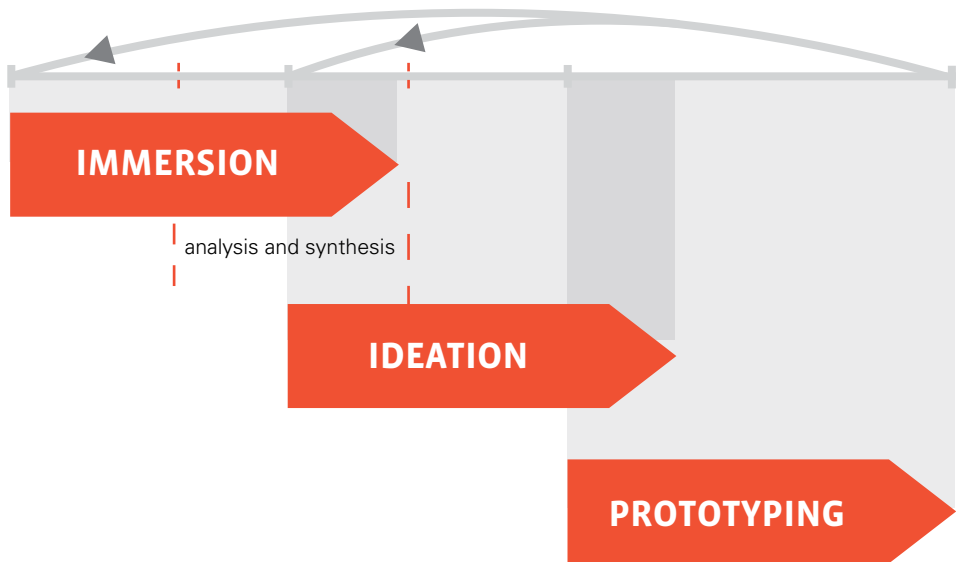 IMMERSION
analysis and synthesis
IDEATION
PROTOTYPING